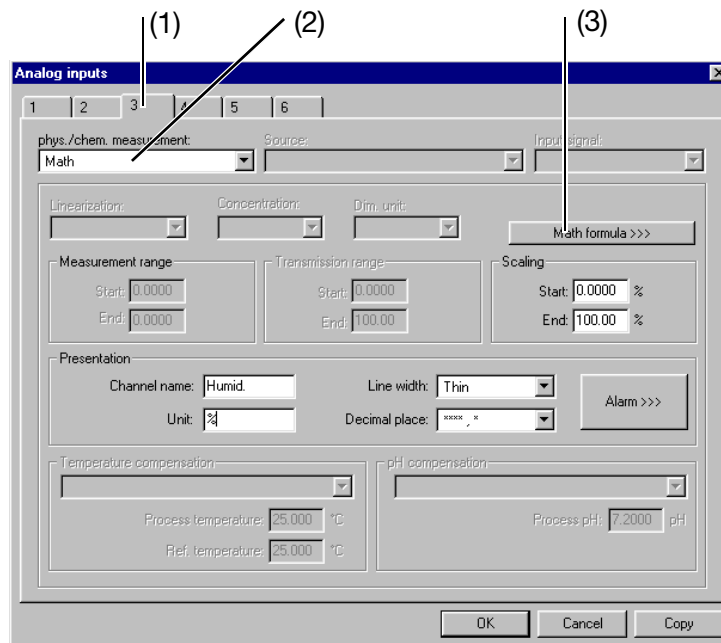 (1) (2) (3)
Analog inputs
1 2 3 4 5 6
phys./chem. measurement: Source: Input signal:
Math
Linearization: Concentration: Dim. unit:
Math formula >>>
Measurement range Transmission range Scaling
Start: 0.0000 Start: 0.0000 Start: 0.0000 %
End: 0.0000 End: 100.00 End: 100.00 %
Presentation
Channel name: Humid. Line width: Thin
Alarm >>>
Unit: % Decimal place: **** , *
Temperature compensation pH compensation
Process temperature: 25.000 °C Process pH: 7.2000 pH
Ref. temperature: 25.000 °C
OK Cancel Copy